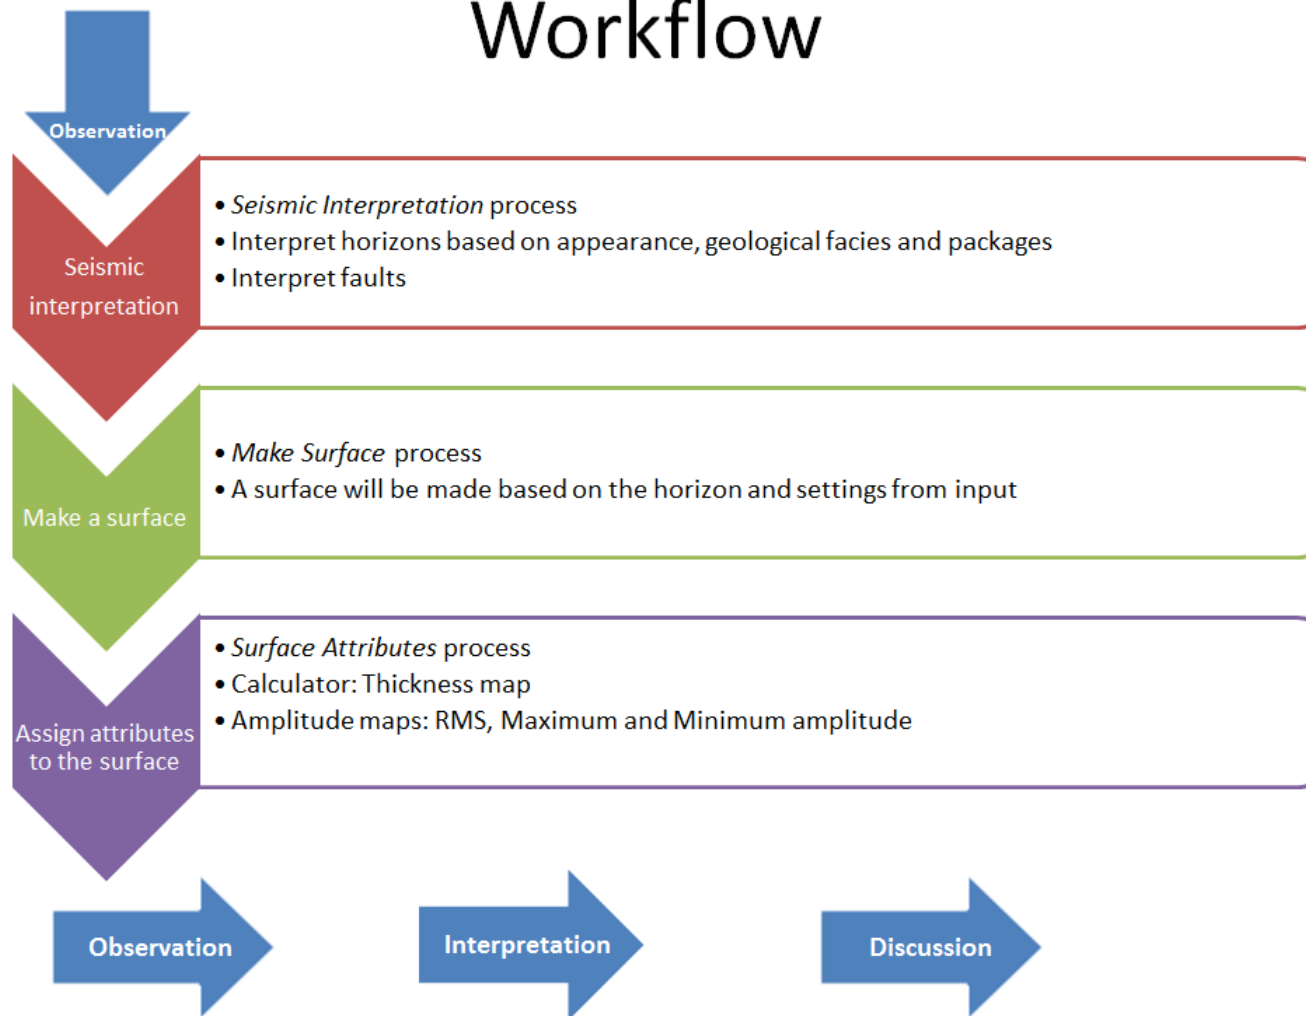 Workflow
Observation
Seismic
interpretation
• Seismic Interpretation process
• Interpret horizons based on appearance, geological facies and packages
• Interpret faults
Make a surface
• Make Surface process
• A surface will be made based on the horizon and settings from input
Assign attributes
to the surface
• Surface Attributes process
• Calculator: Thickness map
• Amplitude maps: RMS, Maximum and Minimum amplitude
Observation
Interpretation
Discussion